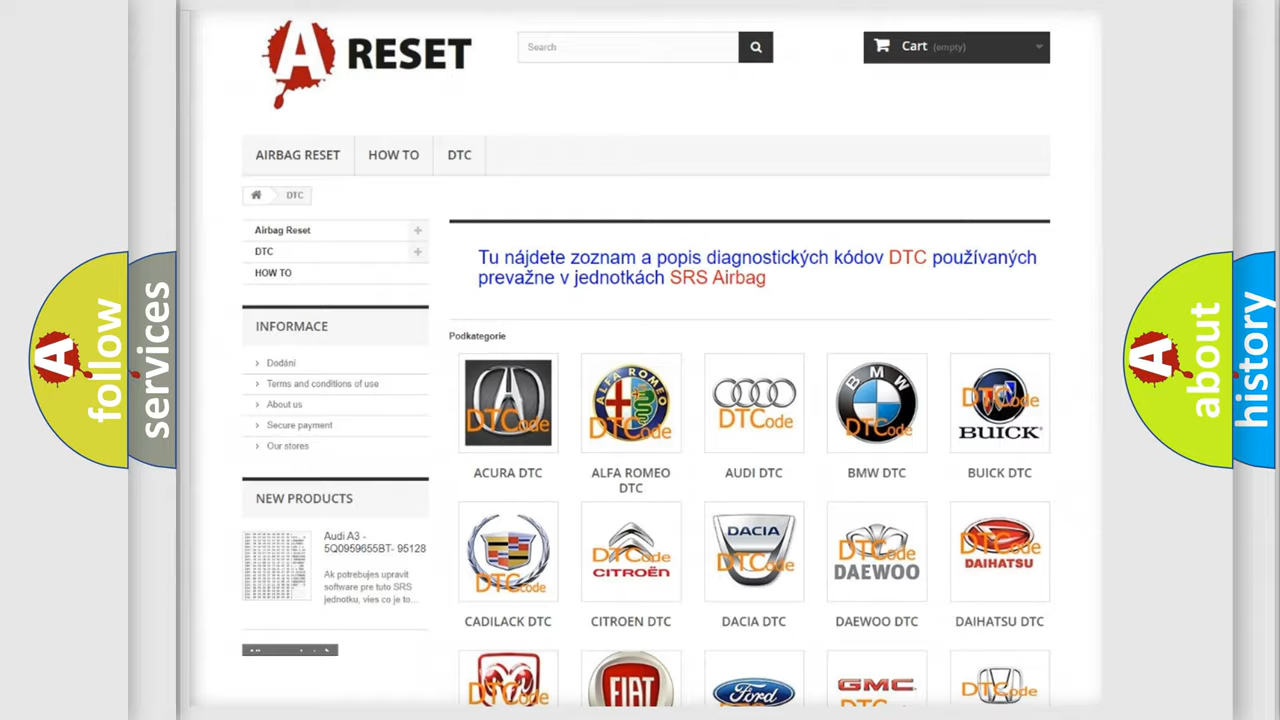 A RESET
Search
Cart (empty)
AIRBAG RESET
HOW TO
DTC
DTC
Airbag Reset
DTC
HOW TO
Tu nájdete zoznam a popis diagnostických kódov DTC používaných
prevažne v jednotkách SRS Airbag
INFORMACE
Dodání
Terms and conditions of use
About us
Secure payment
Our stores
NEW PRODUCTS
Audi A3 -
5Q0959655BT- 95128
Ak potrebujes upravit
software pre tuto SRS
jednotku, vies co je to...
Podkategorie
DTCode
ALFA ROMEO
DTCode
DTCode
BMW
DTCode
DTCode
BUICK
ACURA DTC
ALFA ROMEO
DTC
AUDI DTC
BMW DTC
BUICK DTC
DTCode
DTCode
CITROËN
DACIA
DTCode
DTCode
DAEWOO
DTCode
DAIHATSU
CADILACK DTC
CITROEN DTC
DACIA DTC
DAEWOO DTC
DAIHATSU DTC
DTCode
FIAT
Ford
GMC
DTCode
A
follow
services
A
about
history